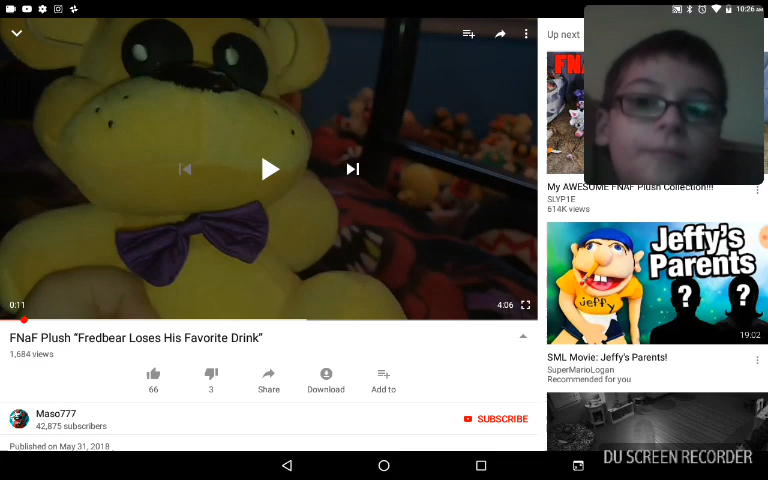 10:26 AM
Up next
FN
My AWESOME FNAF Plush Collection!!!
SLYP1E
614K views
0:11
4:06
FNaF Plush “Fredbear Loses His Favorite Drink”
1,684 views
66
3
Share
Download
Add to
Maso777
42,875 subscribers
SUBSCRIBE
Published on May 31, 2018
Jeffy's
Parents
?
?
jeffy
19:02
SML Movie: Jeffy's Parents!
SuperMarioLogan
Recommended for you
DU SCREEN RECORDER